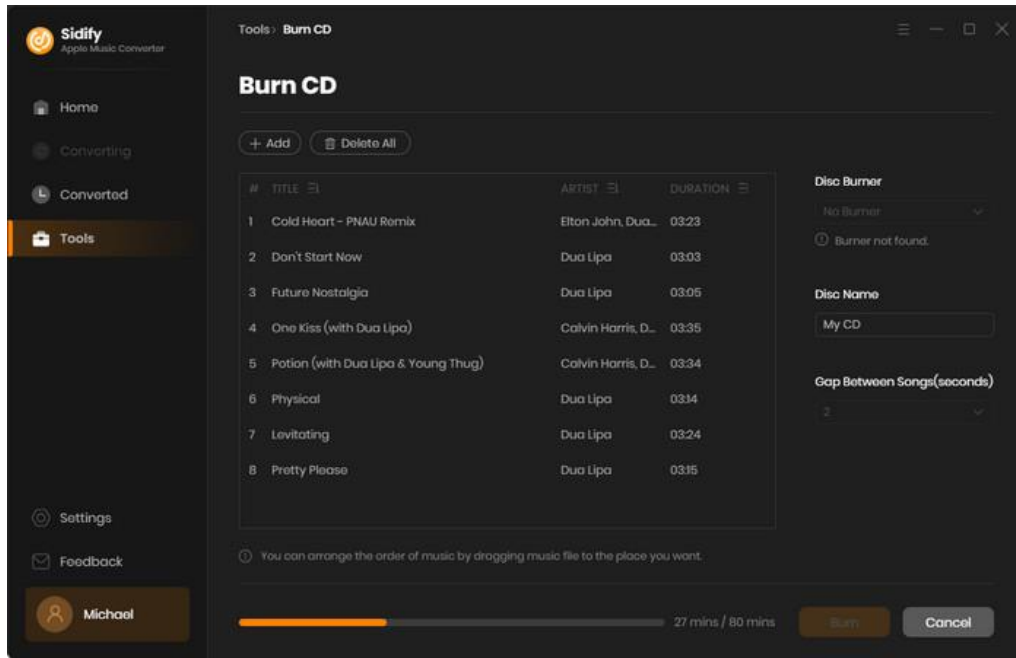 Sidify
Apple Music Converter
Home
Converting
Converted
Tools
Settings
Feedback
Michael
Tools › Burn CD
Burn CD
+ Add
Delete All
# TITLE ARTIST DURATION
1 Cold Heart - PNAU Remix Elton John, Dua... 03:23
2 Don't Start Now Dua Lipa 03:03
3 Future Nostalgia Dua Lipa 03:05
4 One Kiss (with Dua Lipa) Calvin Harris, D... 03:35
5 Potion (with Dua Lipa & Young Thug) Calvin Harris, D... 03:34
6 Physical Dua Lipa 03:14
7 Levitating Dua Lipa 03:24
8 Pretty Please Dua Lipa 03:15
You can arrange the order of music by dragging music file to the place you want.
Disc Burner
No Burner
Burner not found.
Disc Name
My CD
Gap Between Songs(seconds)
2
27 mins / 80 mins
Burn
Cancel